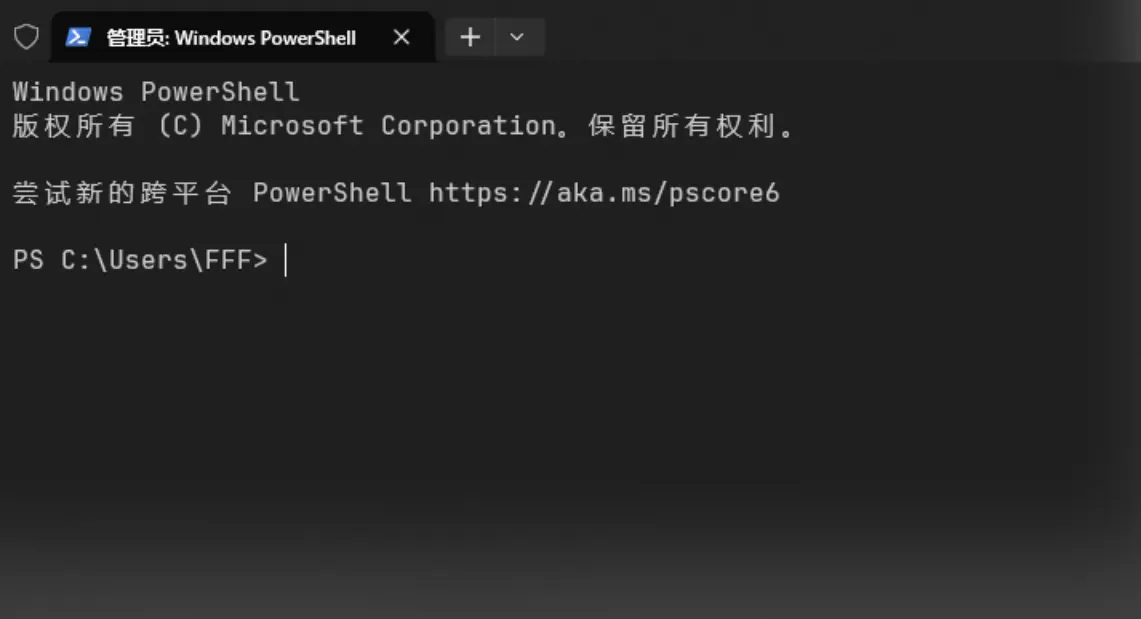 管理员: Windows PowerShell
Windows PowerShell
版权所有 (C) Microsoft Corporation。保留所有权利。
尝试新的跨平台 PowerShell https://aka.ms/pscore6
PS C:\Users\FFF>